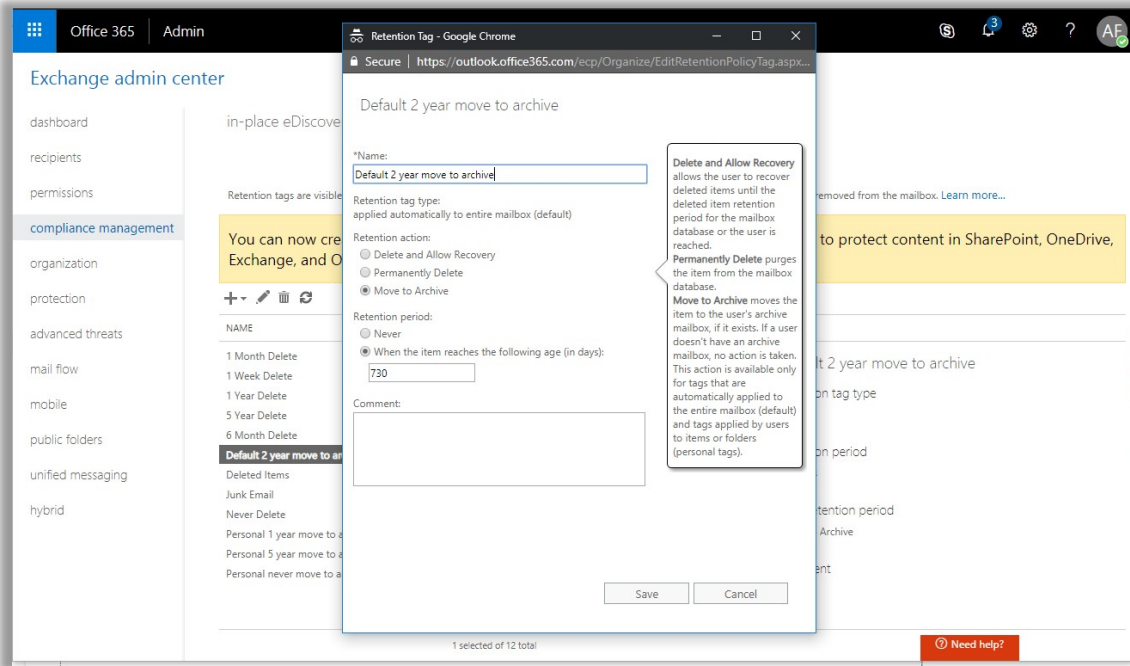 Office 365
Admin
3
?
AF
Exchange admin center
dashboard
recipients
permissions
compliance management
organization
protection
advanced threats
mail flow
mobile
public folders
unified messaging
hybrid
in-place eDiscove
Retention tags are visible
emoved from the mailbox. Learn more...
You can now cre
to protect content in SharePoint, OneDrive,
Exchange, and O
NAME
1 Month Delete
1 Week Delete
1 Year Delete
5 Year Delete
6 Month Delete
Default 2 year move to ar
Deleted Items
Junk Email
Never Delete
Personal 1 year move to a
Personal 5 year move to a
Personal never move to a
lt 2 year move to archive
on tag type
on period
tention period
Archive
ent
1 selected of 12 total
Need help?
Retention Tag - Google Chrome
Secure | https://outlook.office365.com/ecp/Organize/EditRetentionPolicyTag.aspx...
Default 2 year move to archive
*Name:
Default 2 year move to archive
Retention tag type:
applied automatically to entire mailbox (default)
Retention action:
Delete and Allow Recovery
Permanently Delete
Move to Archive
Retention period:
Never
When the item reaches the following age (in days):
730
Comment:
Delete and Allow Recovery
allows the user to recover
deleted items until the
deleted item retention
period for the mailbox
database or the user is
reached.
Permanently Delete purges
the item from the mailbox
database.
Move to Archive moves the
item to the user's archive
mailbox, if it exists. If a user
doesn't have an archive
mailbox, no action is taken.
This action is available only
for tags that are
automatically applied to
the entire mailbox (default)
and tags applied by users
to items or folders
(personal tags).
Save
Cancel